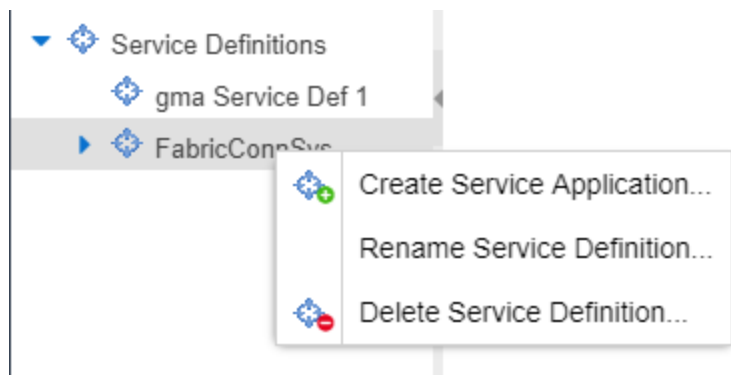 Service Definitions
gma Service Def 1
FabricConnSys
Create Service Application...
Rename Service Definition...
Delete Service Definition...